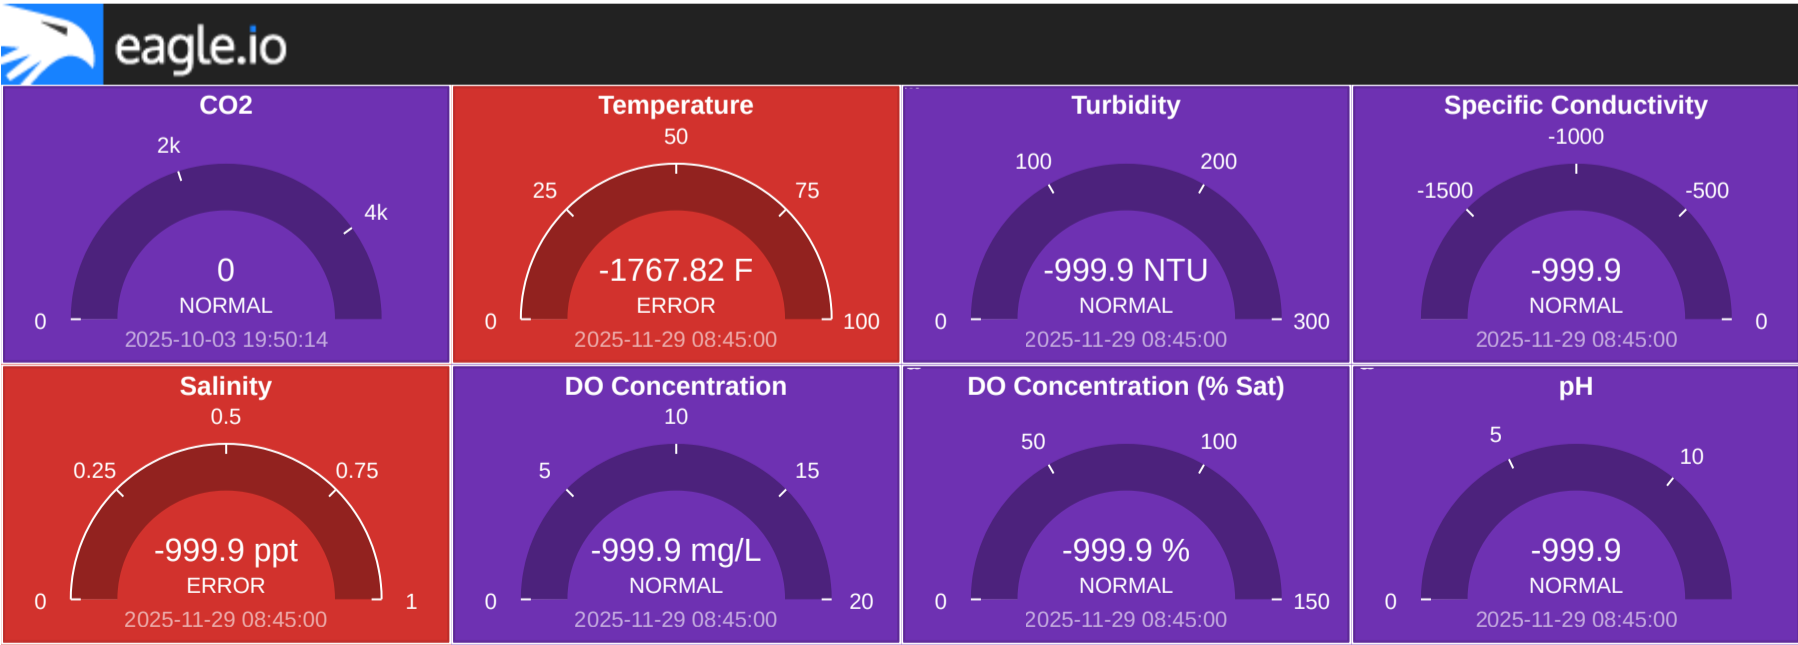 eagle.io
CO2
2k
4k
0
NORMAL
0
2025-10-03 19:50:14
Temperature
50
25
75
-1767.82 F
ERROR
0
100
2025-11-29 08:45:00
Turbidity
100
200
-999.9 NTU
NORMAL
0
300
2025-11-29 08:45:00
Specific Conductivity
-1000
-1500
-500
-999.9
NORMAL
0
2025-11-29 08:45:00
Salinity
0.5
0.25
0.75
-999.9 ppt
ERROR
0
1
2025-11-29 08:45:00
DO Concentration
10
5
15
-999.9 mg/L
NORMAL
0
20
2025-11-29 08:45:00
DO Concentration (% Sat)
50
100
-999.9 %
NORMAL
0
150
2025-11-29 08:45:00
pH
5
10
-999.9
NORMAL
0
2025-11-29 08:45:00